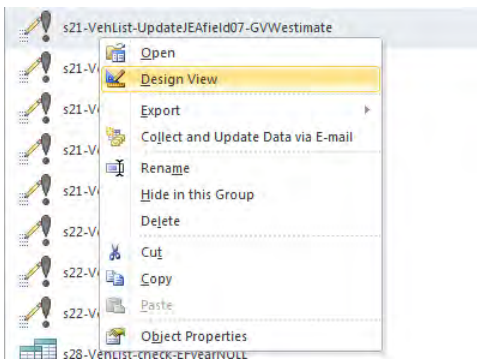 s21-VehList-UpdateJEAfield07-GVWestimate
Open
s21-V
Design View
s21-V
Export
s21-V
Collect and Update Data via E-mail
s21-V
Rename
Hide in this Group
s22-V
Delete
s22-V
Cut
Copy
s22-V
Paste
Object Properties
s28-VehList-check-EFyearNULL